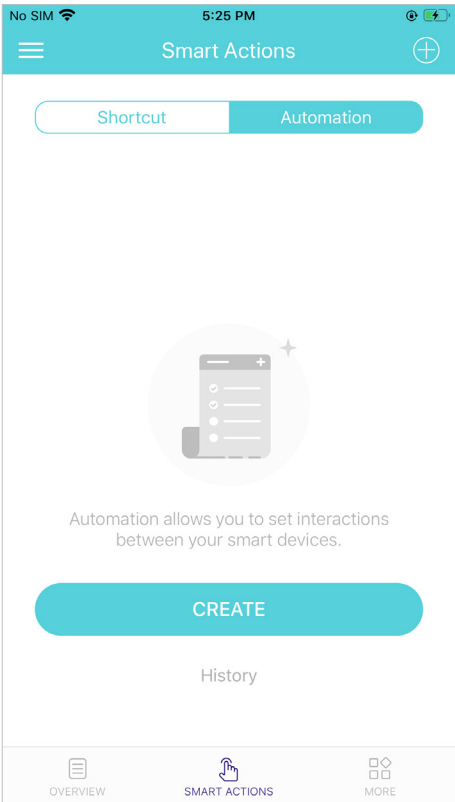 No SIM 5:25 PM
Smart Actions
Shortcut Automation
Automation allows you to set interactions
between your smart devices.
CREATE
History
OVERVIEW SMART ACTIONS MORE